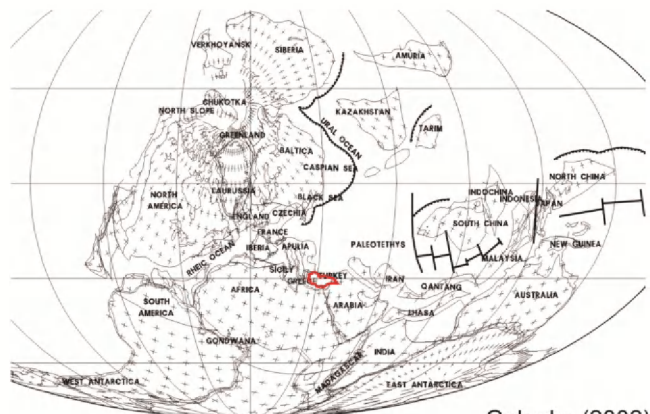 VERKHOYANSK
SIBERIA
AMURIA
CHUKOTKA
NORTH SLOPE
KAZAKHSTAN
GREENLAND
URAL OCEAN
TARIM
BALTICA
CASPIAN SEA
NORTH CHINA
LAURUSSIA
NORTH
AMERICA
BLACK SEA
INDOCHINA
INDONESIA
ENGLAND
CZECHIA
SOUTH CHINA
FRANCE
IBERIA
APULIA
PALEOTETHYS
NEW GUINEA
RHEIC OCEAN
MALAYSIA
SICILY
TURKEY
IRAN
QANTANG
SOUTH
AMERICA
AFRICA
ARABIA
LHASA
AUSTRALIA
GONDWANA
INDIA
MADAGASCAR
WEST ANTARCTICA
EAST ANTARCTICA